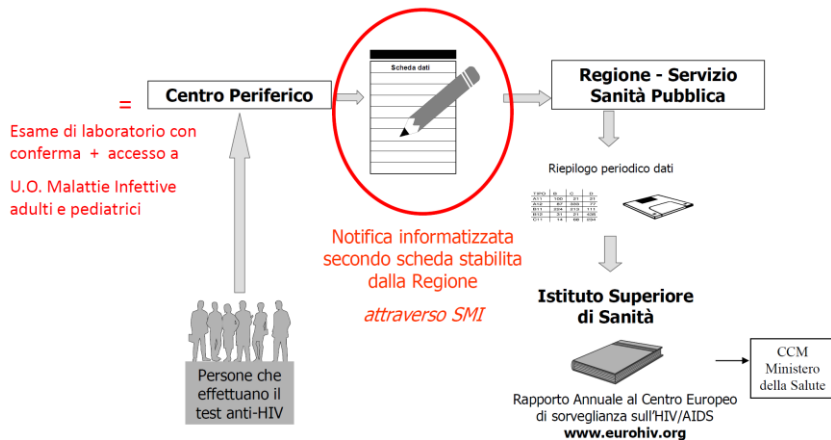 =
Centro Periferico
Esame di laboratorio con
conferma + accesso a
U.O. Malattie Infettive
adulti e pediatrici
Persone che
effettuano il
test anti-HIV
Scheda dati
Notifica informatizzata
secondo scheda stabilita
dalla Regione
attraverso SMI
Regione - Servizio
Sanità Pubblica
Riepilogo periodico dati
Istituto Superiore
di Sanità
Rapporto Annuale al Centro Europeo
di sorveglianza sull'HIV/AIDS
www.eurohiv.org
CCM
Ministero
della Salute